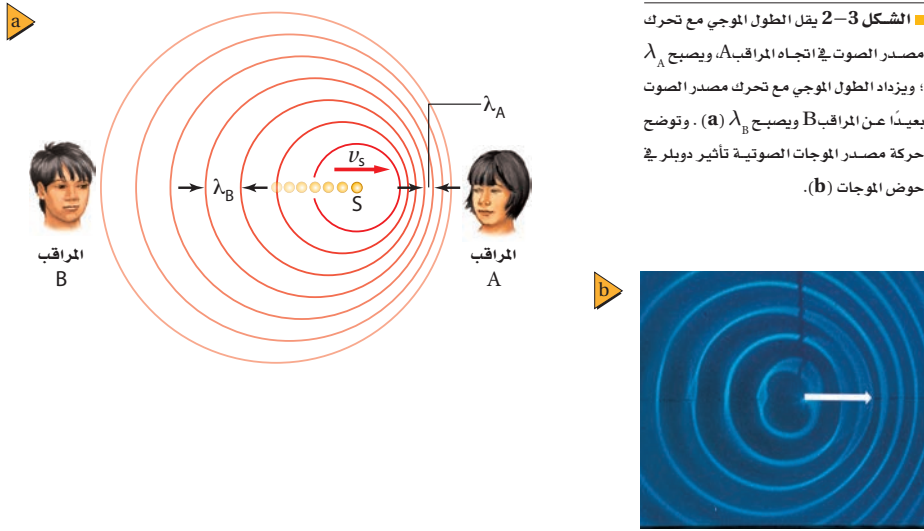 a
الشكل 3–2 يقل الطول الموجي مع تحرك
مصدر الصوت في اتجاه المراقب A، ويصبح λA
؛ ويزداد الطول الموجي مع تحرك مصدر الصوت
بعيدًا عن المراقب B ويصبح λB (a) . وتوضح
حركة مصدر الموجات الصوتية تأثير دوبلر في
حوض الموجات (b).
λA
vs
λB
S
المراقب
B
المراقب
A
b